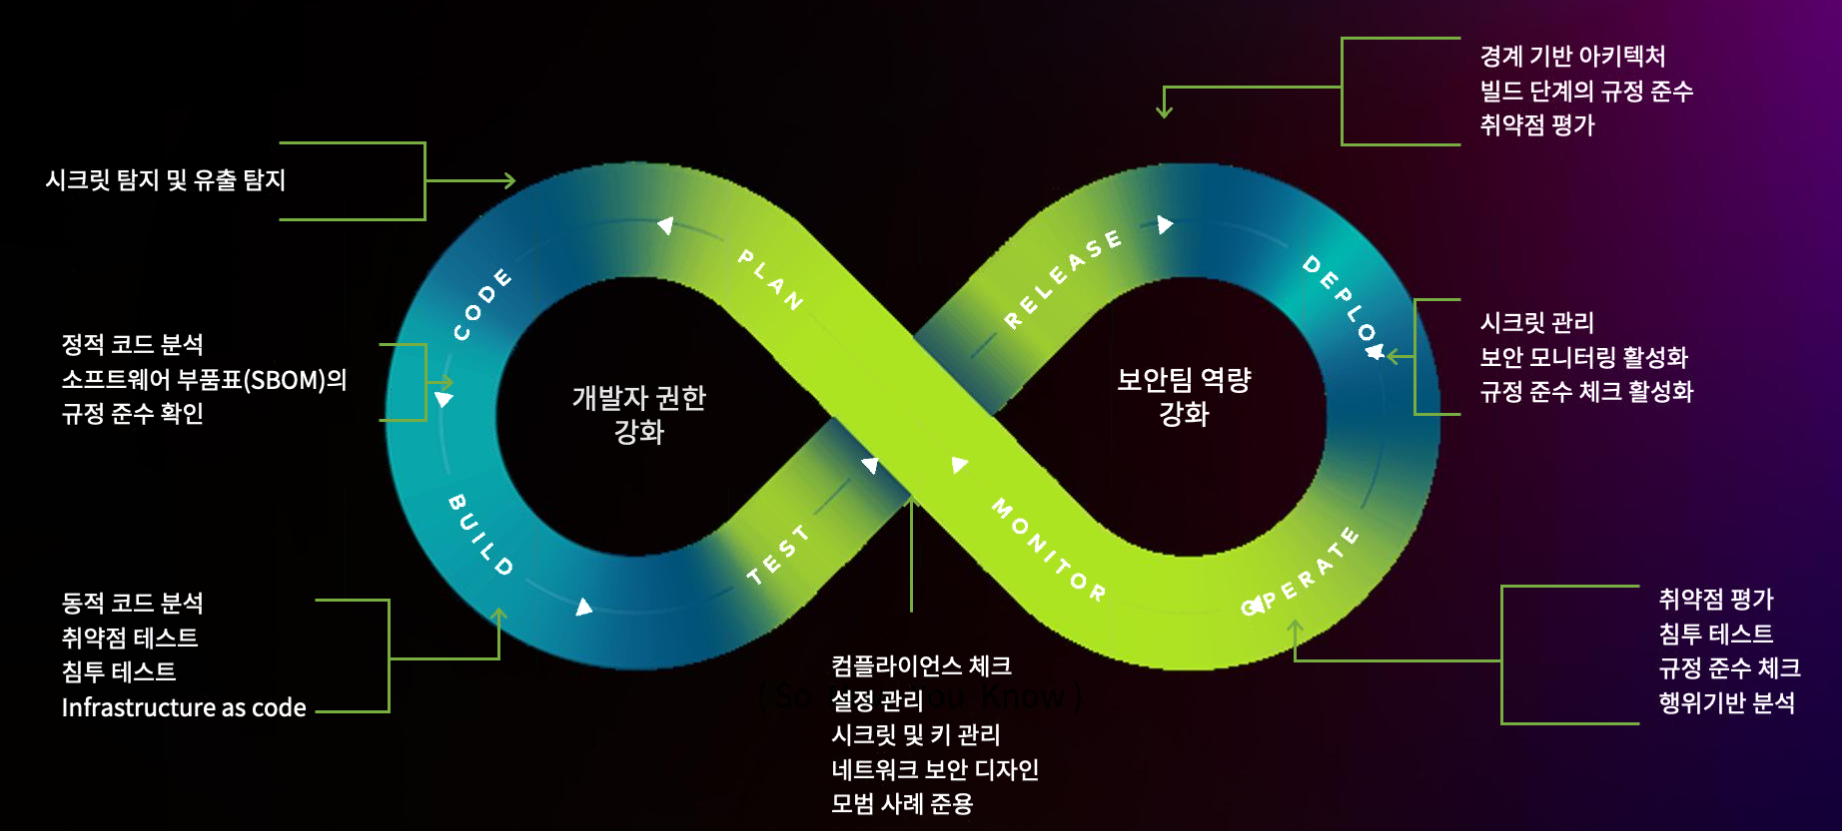 경계 기반 아키텍처
빌드 단계의 규정 준수
취약점 평가
시크릿 탐지 및 유출 탐지
PLAN
RELEASE
CODE
DEPLOY
정적 코드 분석
소프트웨어 부품표(SBOM)의
규정 준수 확인
개발자 권한
강화
보안팀 역량
강화
시크릿 관리
보안 모니터링 활성화
규정 준수 체크 활성화
BUILD
TEST
MONITOR
OPERATE
동적 코드 분석
취약점 테스트
침투 테스트
Infrastructure as code
컴플라이언스 체크
설정 관리
시크릿 및 키 관리
네트워크 보안 디자인
모범 사례 준용
취약점 평가
침투 테스트
규정 준수 체크
행위기반 분석